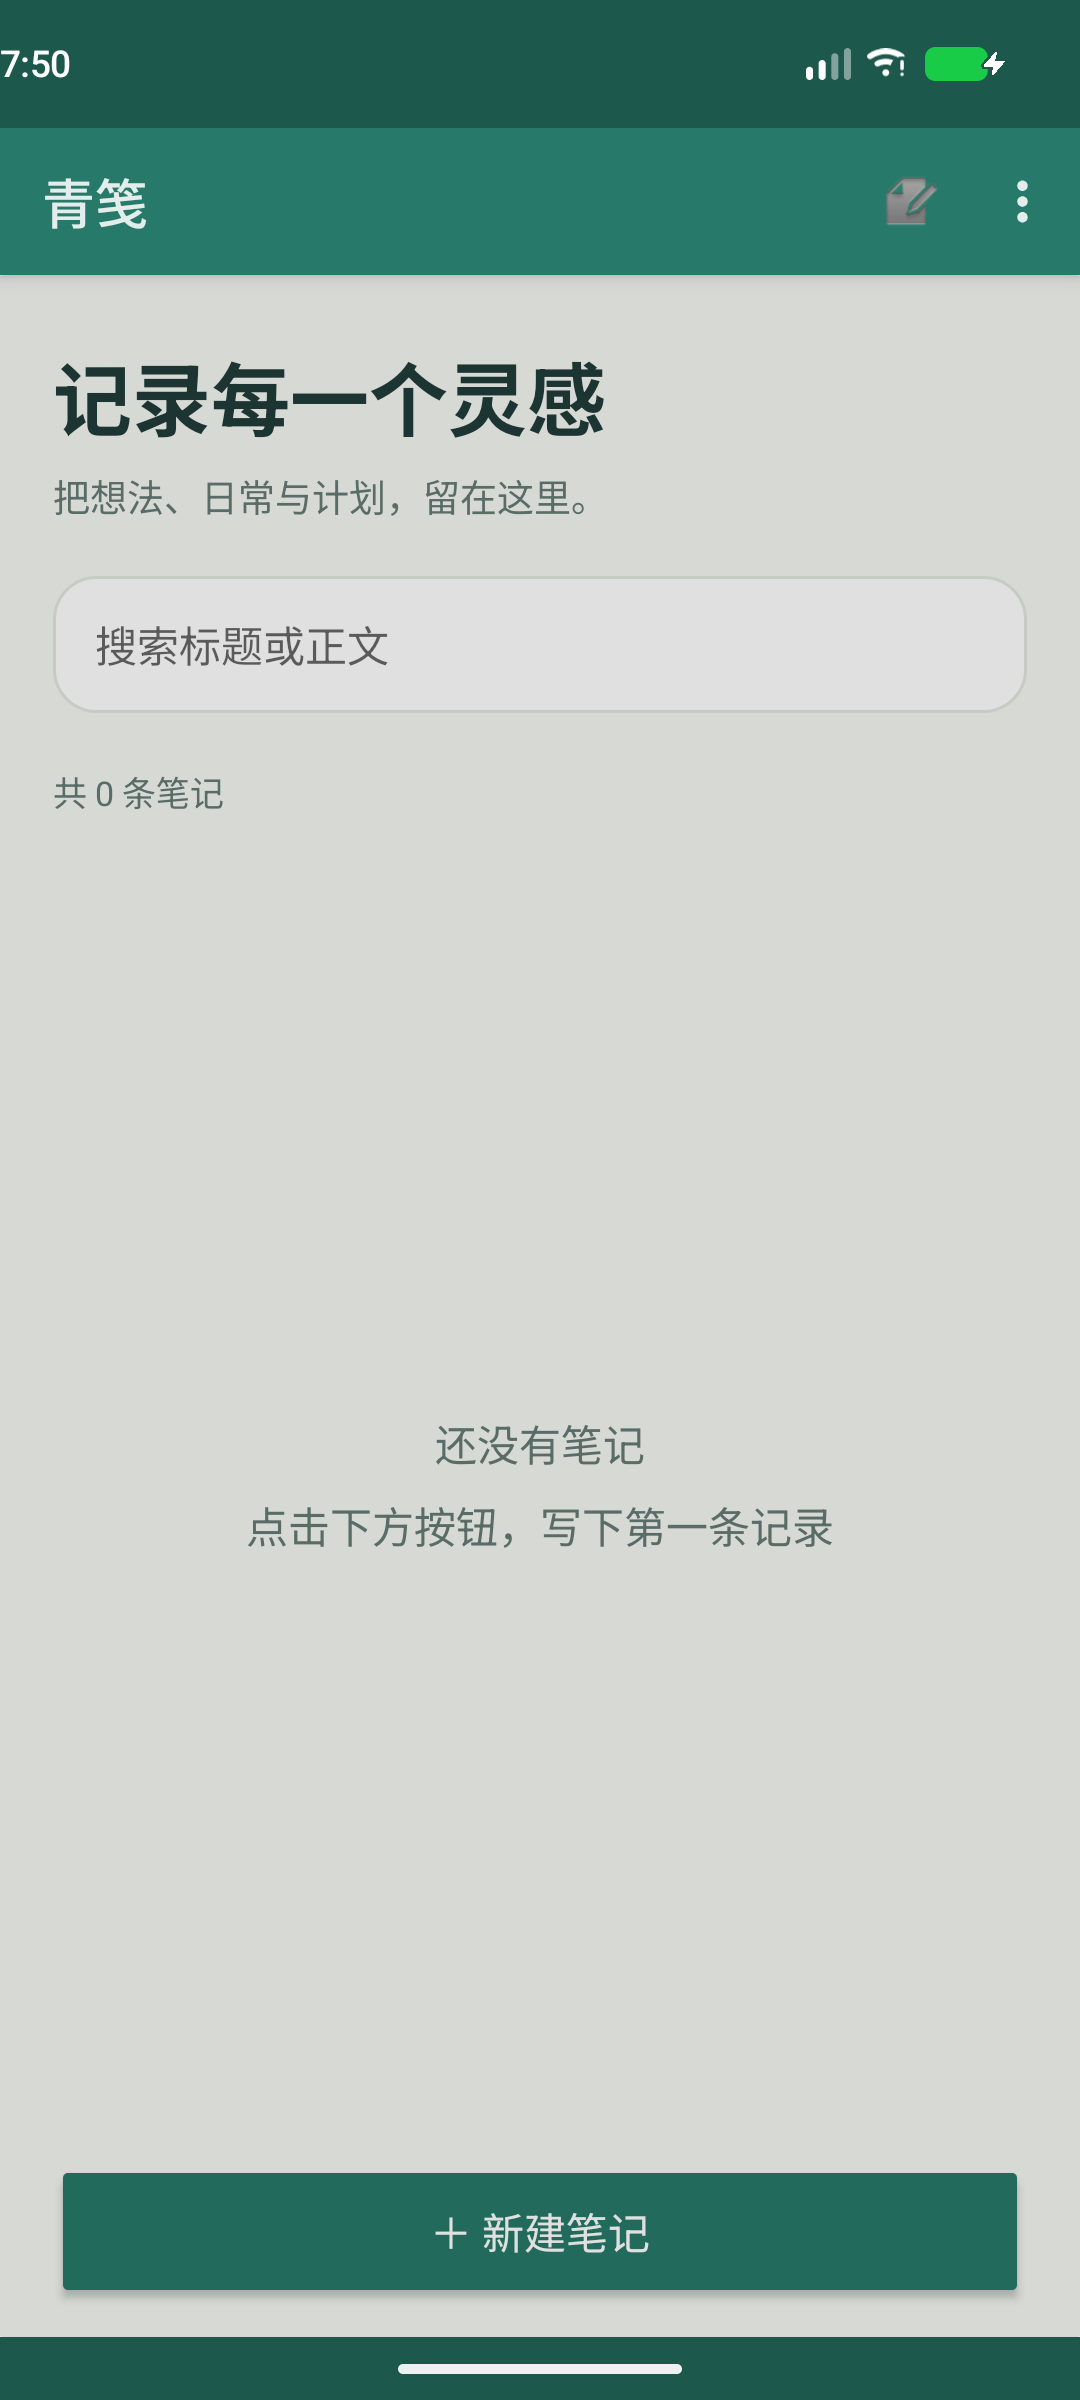 7:50
青笺
记录每一个灵感
把想法、日常与计划，留在这里。
搜索标题或正文
共 0 条笔记
还没有笔记
点击下方按钮，写下第一条记录
＋ 新建笔记